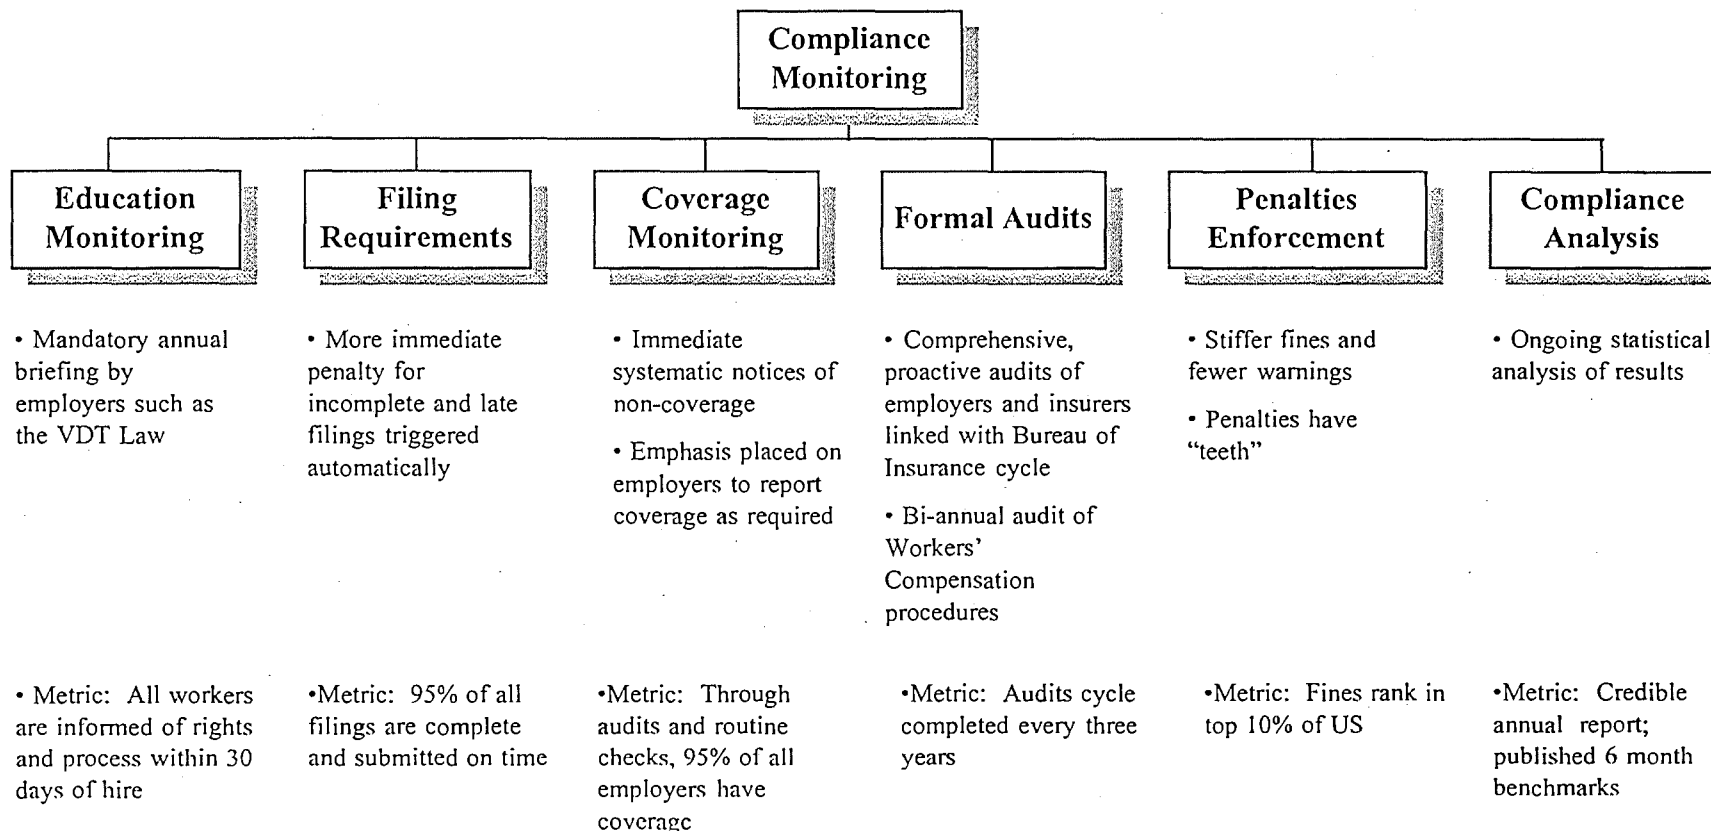 Compliance
Monitoring
Education
Monitoring
Filing
Requirements
Coverage
Monitoring
Formal Audits
Penalties
Enforcement
Compliance
Analysis
• Mandatory annual
briefing by
employers such as
the VDT Law
• More immediate
penalty for
incomplete and late
filings triggered
automatically
• Immediate
systematic notices of
non-coverage
• Emphasis placed on
employers to report
coverage as required
• Comprehensive,
proactive audits of
employers and insurers
linked with Bureau of
Insurance cycle
• Bi-annual audit of
Workers'
Compensation
procedures
• Stiffer fines and
fewer warnings
• Penalties have
“teeth”
• Ongoing statistical
analysis of results
• Metric: All workers
are informed of rights
and process within 30
days of hire
•Metric: 95% of all
filings are complete
and submitted on time
•Metric: Through
audits and routine
checks, 95% of all
employers have
coverage
•Metric: Audits cycle
completed every three
years
•Metric: Fines rank in
top 10% of US
•Metric: Credible
annual report;
published 6 month
benchmarks